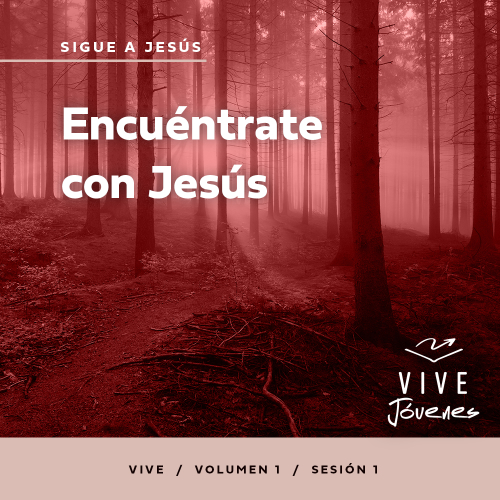 SIGUE A JESÚS
Encuéntrate
con Jesús
VIVE
Jóvenes
VIVE / VOLUMEN 1 / SESIÓN 1